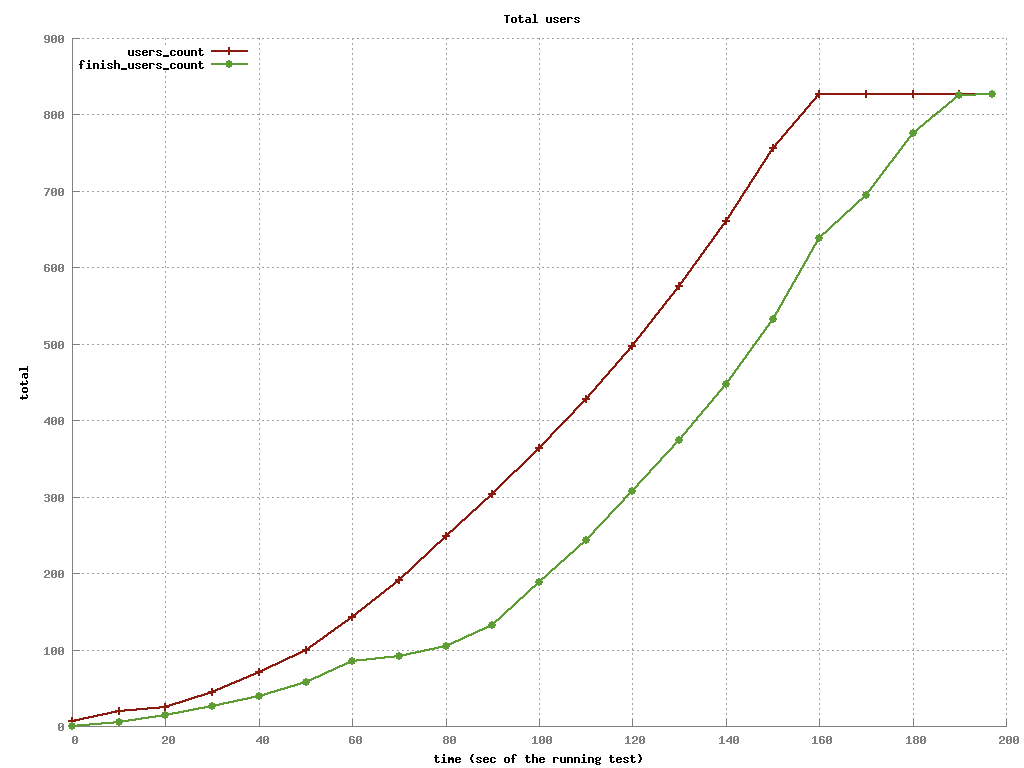 Total users
users_count
finish_users_count
900
800
700
600
500
400
300
200
100
0
total
0 20 40 60 80 100 120 140 160 180 200
time (sec of the running test)